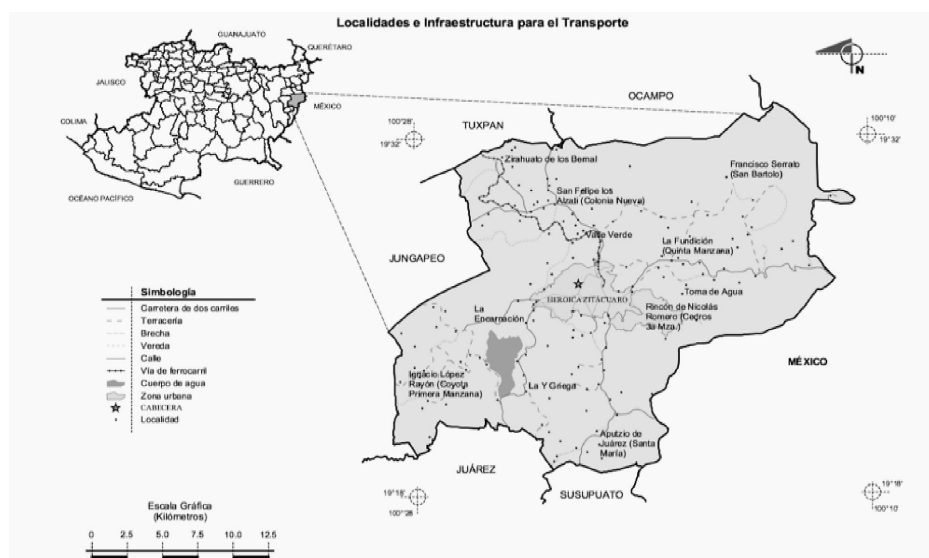 Localidades e Infraestructura para el Transporte
GUANAJUATO
QUERÉTARO
JALISCO
MÉXICO
COLIMA
GUERRERO
OCÉANO PACÍFICO
N
OCAMPO
TUXPAN
100°28'
19°32'
100°10'
19°32'
Zirahuato de los Bernal
Francisco Serrato
(San Bartolo)
San Felipe los
Alzati (Colonia Nueva)
Valle Verde
La Fundición
(Quinta Manzana)
JUNGAPEO
Toma de Agua
HEROICA ZITÁCUARO
La
Encarnación
Rincón de Nicolás
Romero (Cedros
3a Mza.)
MÉXICO
Ignacio López
Rayón (Coyota
Primera Manzana)
La Y Griega
Aputzio de
Juárez (Santa
María)
JUÁREZ
SUSUPUATO
19°18'
100°28'
19°18'
100°10'
Simbología
Carretera de dos carriles
Terracería
Brecha
Vereda
Calle
Vía de ferrocarril
Cuerpo de agua
Zona urbana
CABECERA
Localidad
Escala Gráfica
(Kilómetros)
0 2.5 5.0 7.5 10.0 12.5